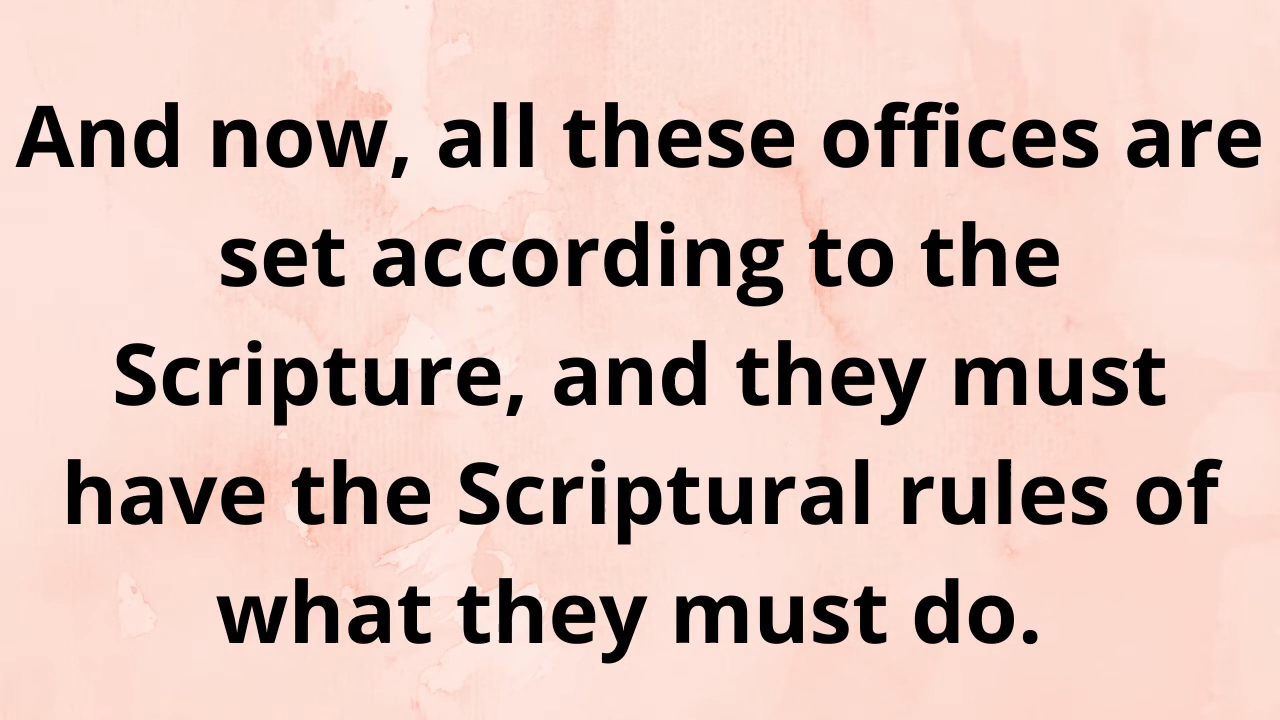 And now, all these offices are
set according to the
Scripture, and they must
have the Scriptural rules of
what they must do.